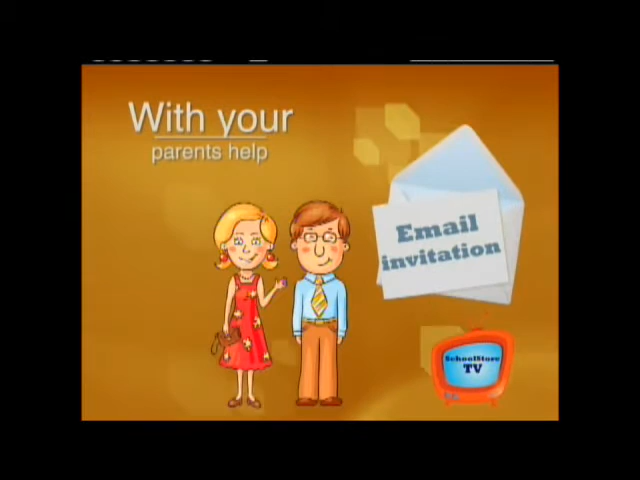 With your
parents help
Email
invitation
SchoolStore
TV